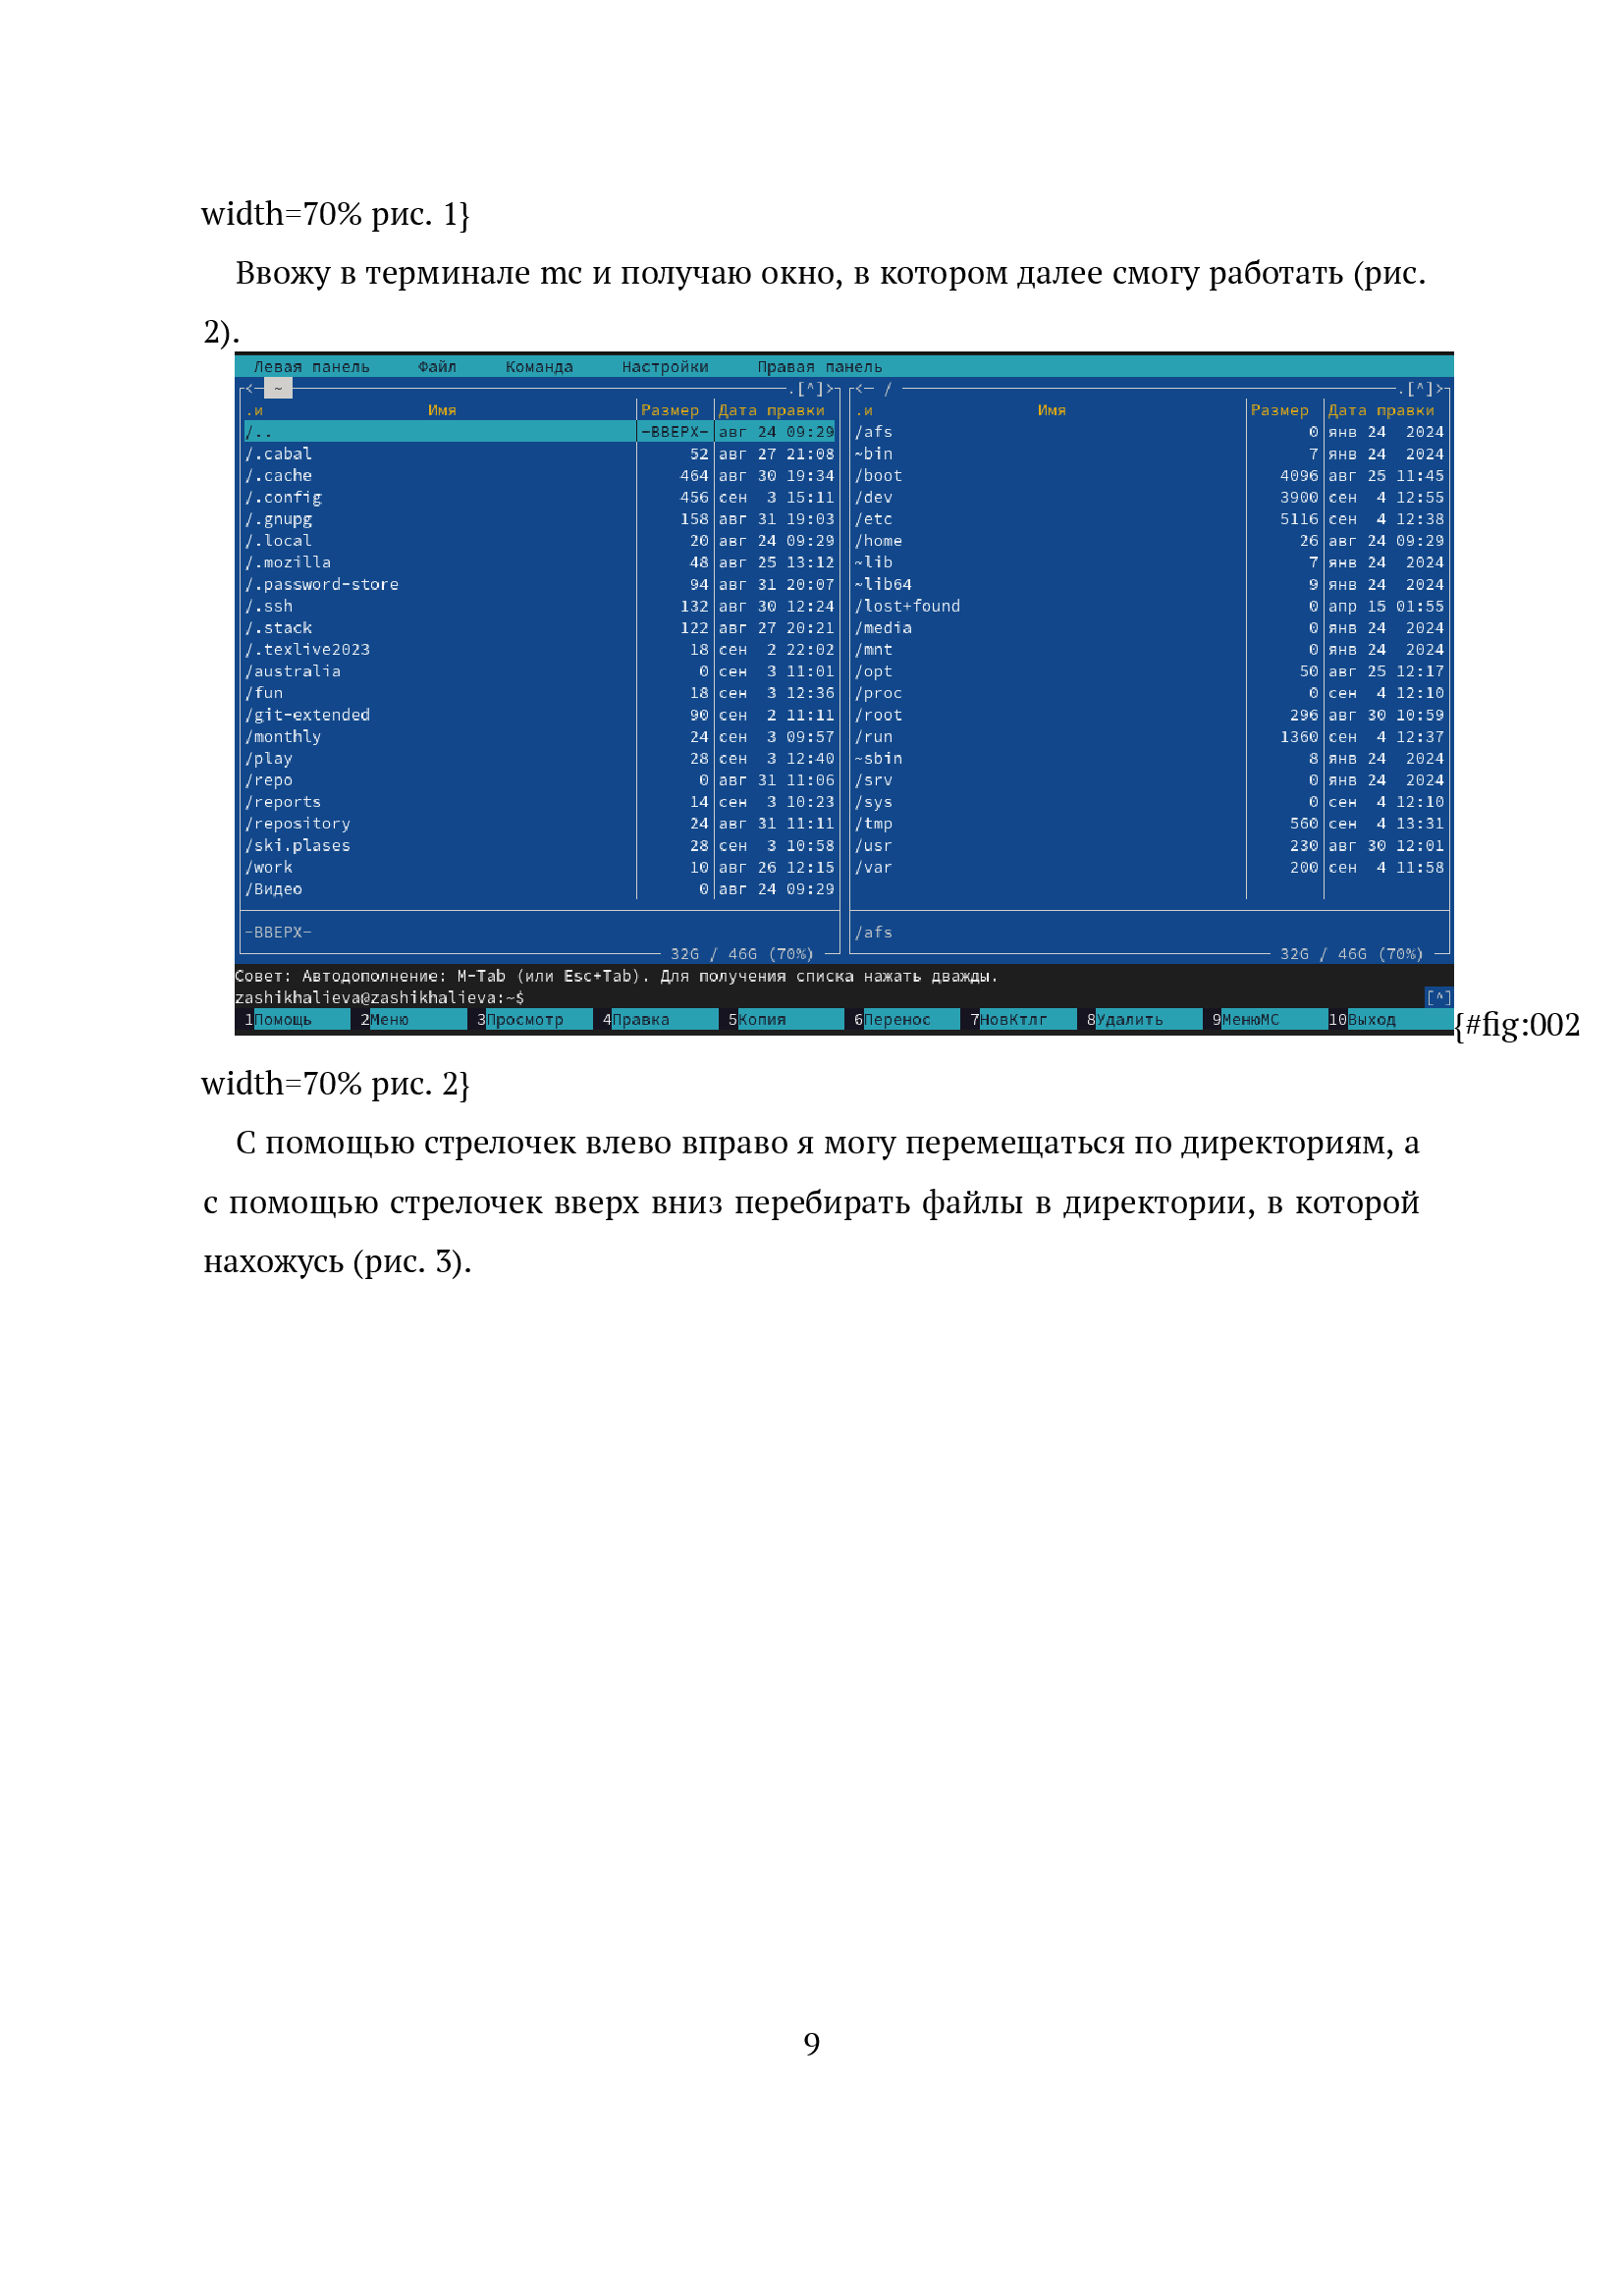 width=70% рис. 1}
Ввожу в терминале mc и получаю окно, в котором далее смогу работать (рис.
2).
Левая панель Файл Команда Настройки Правая панель
<─ ~ ─.[^]> <─ / ─.[^]>
.и Имя Размер Дата правки .и Имя Размер Дата правки
/.. -ВВЕРХ- авг 24 09:29 /afs 0 янв 24 2024
/.cabal 52 авг 27 21:08 ~bin 7 янв 24 2024
/.cache 464 авг 30 19:34 /boot 4096 авг 25 11:45
/.config 456 сен 3 15:11 /dev 3900 сен 4 12:55
/.gnupg 158 авг 31 19:03 /etc 5116 сен 4 12:38
/.local 20 авг 24 09:29 /home 26 авг 24 09:29
/.mozilla 48 авг 25 13:12 ~lib 7 янв 24 2024
/.password-store 94 авг 31 20:07 ~lib64 9 янв 24 2024
/.ssh 132 авг 30 12:24 /lost+found 0 апр 15 01:55
/.stack 122 авг 27 20:21 /media 0 янв 24 2024
/.texlive2023 18 сен 2 22:02 /mnt 0 янв 24 2024
/australia 0 сен 3 11:01 /opt 50 авг 25 12:17
/fun 18 сен 3 12:36 /proc 0 сен 4 12:10
/git-extended 90 сен 2 11:11 /root 296 авг 30 10:59
/monthly 24 сен 3 09:57 /run 1360 сен 4 12:37
/play 28 сен 3 12:40 ~sbin 8 янв 24 2024
/repo 0 авг 31 11:06 /srv 0 янв 24 2024
/reports 14 сен 3 10:23 /sys 0 сен 4 12:10
/repository 24 авг 31 11:11 /tmp 560 сен 4 13:31
/ski.plases 28 сен 3 10:58 /usr 230 авг 30 12:01
/work 10 авг 26 12:15 /var 200 сен 4 11:58
/Видео 0 авг 24 09:29
-ВВЕРХ- /afs
32G / 46G (70%) 32G / 46G (70%)
Совет: Автодополнение: M-Tab (или Esc+Tab). Для получения списка нажать дважды.
zashikhalieva@zashikhalieva:~$ [^]
1Помощь 2Меню 3Просмотр 4Правка 5Копия 6Перенос 7НовКтлг 8Удалить 9МенюMC 10Выход {#fig:002
width=70% рис. 2}
С помощью стрелочек влево вправо я могу перемещаться по директориям, а
с помощью стрелочек вверх вниз перебирать файлы в директории, в которой
нахожусь (рис. 3).
9